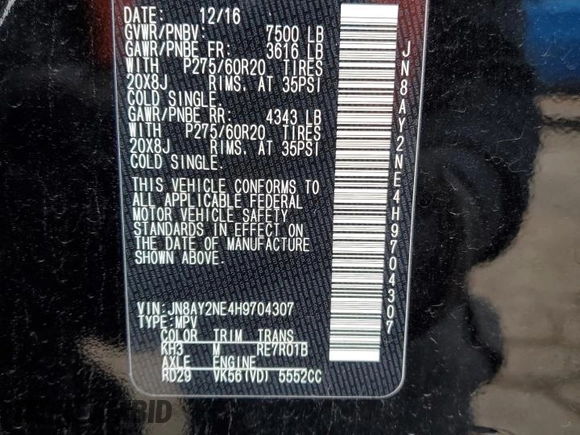 DATE: 12/16
GVWR/PNBV: 7500 LB
GAWR/PNBE FR: 3616 LB
WITH P275/60R20 TIRES
20X8J RIMS, AT 35PSI
COLD SINGLE.
GAWR/PNBE RR: 4343 LB
WITH P275/60R20 TIRES
20X8J RIMS, AT 35PSI
COLD SINGLE.
THIS VEHICLE CONFORMS TO
ALL APPLICABLE FEDERAL
MOTOR VEHICLE SAFETY
STANDARDS IN EFFECT ON
THE DATE OF MANUFACTURE
SHOWN ABOVE.
VIN: JN8AY2NE4H9704307
TYPE: MPV
COLOR TRIM TRANS
KH3 M RE7R01B
AXLE ENGINE
RD29 VK56(VD) 5552CC
JN8AY2NE4H9704307